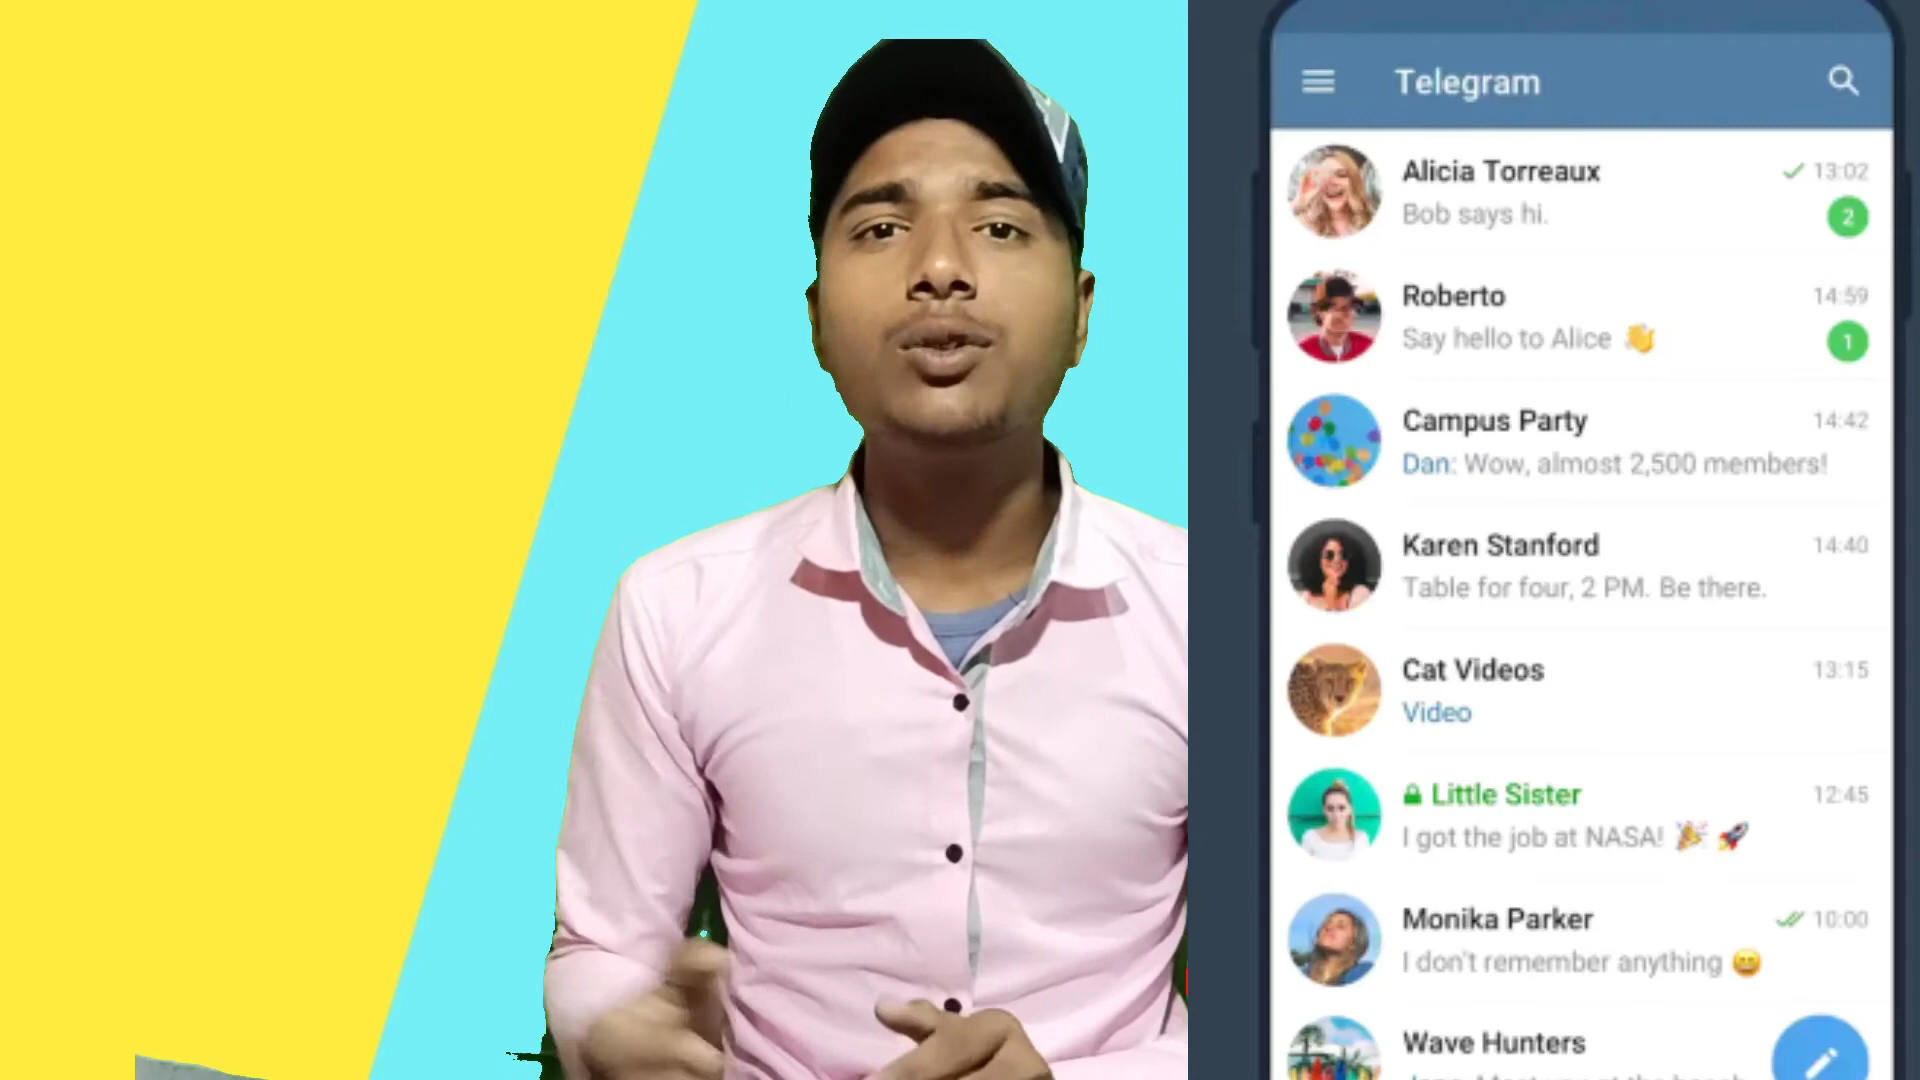 Telegram
Alicia Torreaux 13:02
Bob says hi. 2
Roberto 14:59
Say hello to Alice 👋 1
Campus Party 14:42
Dan: Wow, almost 2,500 members!
Karen Stanford 14:40
Table for four, 2 PM. Be there.
Cat Videos 13:15
Video
Little Sister 12:45
I got the job at NASA! 🎉 🚀
Monika Parker 10:00
I don't remember anything 😁
Wave Hunters